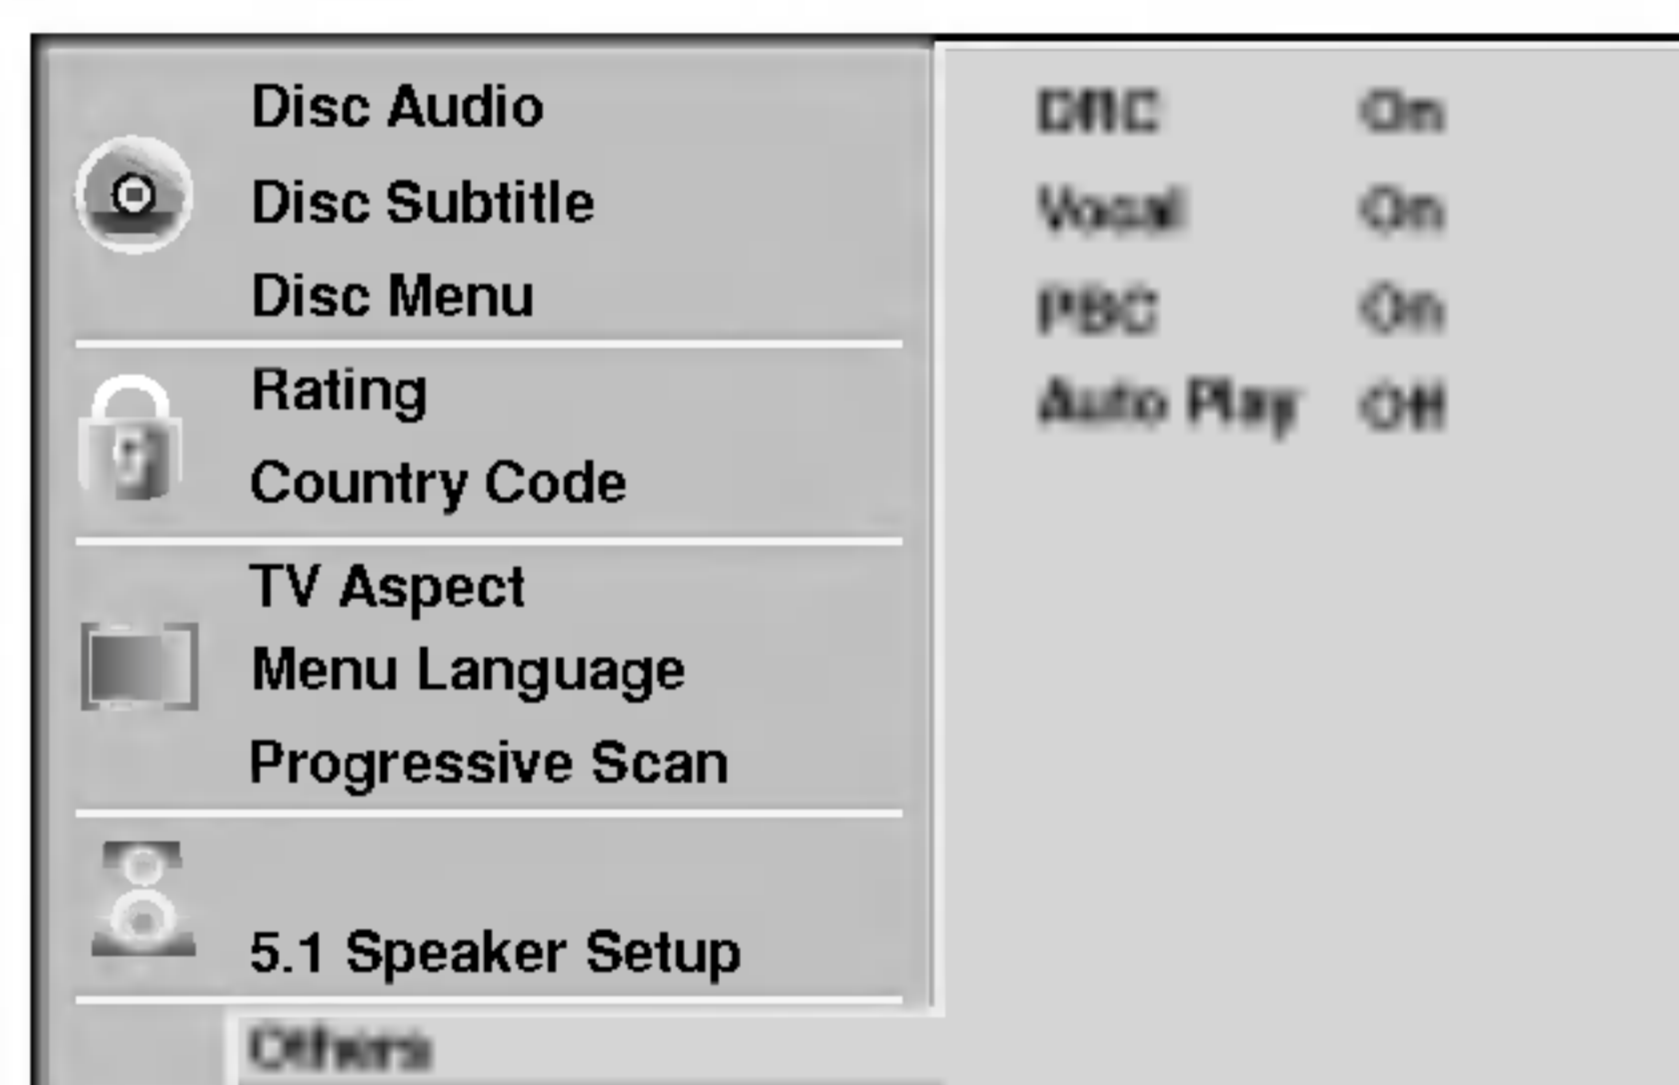 Disc Audio
Disc Subtitle
Disc Menu
Rating
Country Code
TV Aspect
Menu Language
Progressive Scan
5.1 Speaker Setup
Others
DRC On
Vocal On
PBC On
Auto Play Off